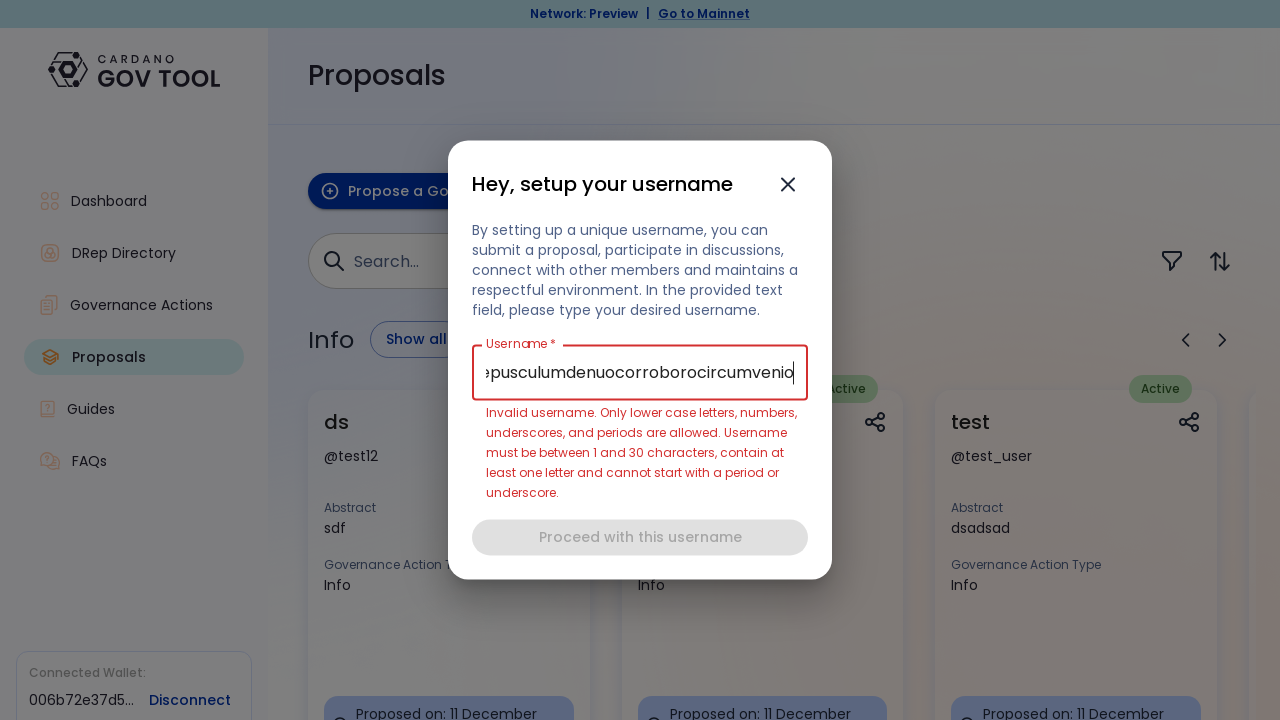 Network: Preview | Go to Mainnet
CARDANO
GOV TOOL
Proposals
Dashboard
DRep Directory
Governance Actions
Proposals
Guides
FAQs
Connected Wallet:
006b72e37d5... Disconnect
Propose a Go
Search...
Info
Show all
Hey, setup your username
By setting up a unique username, you can
submit a proposal, participate in discussions,
connect with other members and maintains a
respectful environment. In the provided text
field, please type your desired username.
Username *
epusculumdenuocorroborocircumvenio
Invalid username. Only lower case letters, numbers,
underscores, and periods are allowed. Username
must be between 1 and 30 characters, contain at
least one letter and cannot start with a period or
underscore.
Proceed with this username
ds
@test12
Abstract
sdf
Governance Action T
Info
Proposed on: 11 December
Active
Info
Proposed on: 11 December
Active
test
@test_user
Abstract
dsadsad
Governance Action Type
Info
Proposed on: 11 December